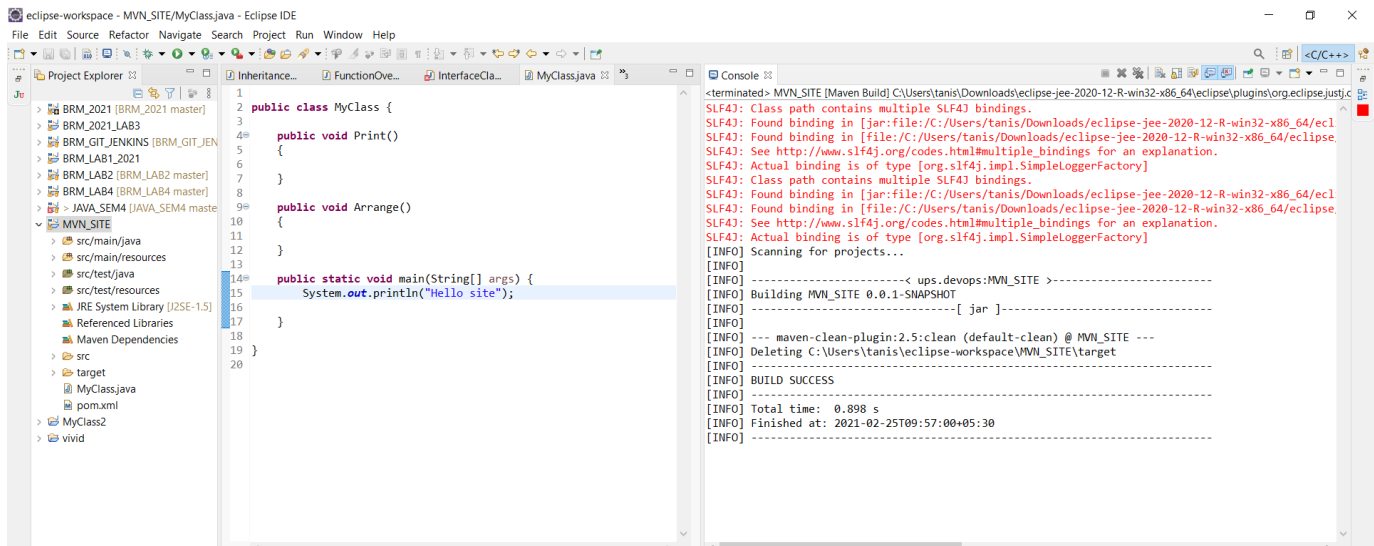 eclipse-workspace - MVN_SITE/MyClass.java - Eclipse IDE
File Edit Source Refactor Navigate Search Project Run Window Help
<C/C++>
Project Explorer
BRM_2021 [BRM_2021 master]
BRM_2021_LAB3
BRM_GIT_JENKINS [BRM_GIT_JEN
BRM_LAB1_2021
BRM_LAB2 [BRM_LAB2 master]
BRM_LAB4 [BRM_LAB4 master]
> JAVA_SEM4 [JAVA_SEM4 maste
MVN_SITE
src/main/java
src/main/resources
src/test/java
src/test/resources
JRE System Library [J2SE-1.5]
Referenced Libraries
Maven Dependencies
src
target
MyClass.java
pom.xml
MyClass2
vivid
Inheritance... FunctionOve... InterfaceCla... MyClass.java »3
1
2 public class MyClass {
3
4 public void Print()
5 {
6
7 }
8
9 public void Arrange()
10 {
11
12 }
13
14 public static void main(String[] args) {
15 System.out.println("Hello site");
16
17 }
18
19 }
20
Console
<terminated> MVN_SITE [Maven Build] C:\Users\tanis\Downloads\eclipse-jee-2020-12-R-win32-x86_64\eclipse\plugins\org.eclipse.justj.c
SLF4J: Class path contains multiple SLF4J bindings.
SLF4J: Found binding in [jar:file:/C:/Users/tanis/Downloads/eclipse-jee-2020-12-R-win32-x86_64/ecl
SLF4J: Found binding in [file:/C:/Users/tanis/Downloads/eclipse-jee-2020-12-R-win32-x86_64/eclipse
SLF4J: See http://www.slf4j.org/codes.html#multiple_bindings for an explanation.
SLF4J: Actual binding is of type [org.slf4j.impl.SimpleLoggerFactory]
SLF4J: Class path contains multiple SLF4J bindings.
SLF4J: Found binding in [jar:file:/C:/Users/tanis/Downloads/eclipse-jee-2020-12-R-win32-x86_64/ecl
SLF4J: Found binding in [file:/C:/Users/tanis/Downloads/eclipse-jee-2020-12-R-win32-x86_64/eclipse
SLF4J: See http://www.slf4j.org/codes.html#multiple_bindings for an explanation.
SLF4J: Actual binding is of type [org.slf4j.impl.SimpleLoggerFactory]
[INFO] Scanning for projects...
[INFO]
[INFO] ------------------------< ups.devops:MVN_SITE >-------------------------
[INFO] Building MVN_SITE 0.0.1-SNAPSHOT
[INFO] --------------------------------[ jar ]---------------------------------
[INFO]
[INFO] --- maven-clean-plugin:2.5:clean (default-clean) @ MVN_SITE ---
[INFO] Deleting C:\Users\tanis\eclipse-workspace\MVN_SITE\target
[INFO] ------------------------------------------------------------------------
[INFO] BUILD SUCCESS
[INFO] ------------------------------------------------------------------------
[INFO] Total time:  0.898 s
[INFO] Finished at: 2021-02-25T09:57:00+05:30
[INFO] ------------------------------------------------------------------------